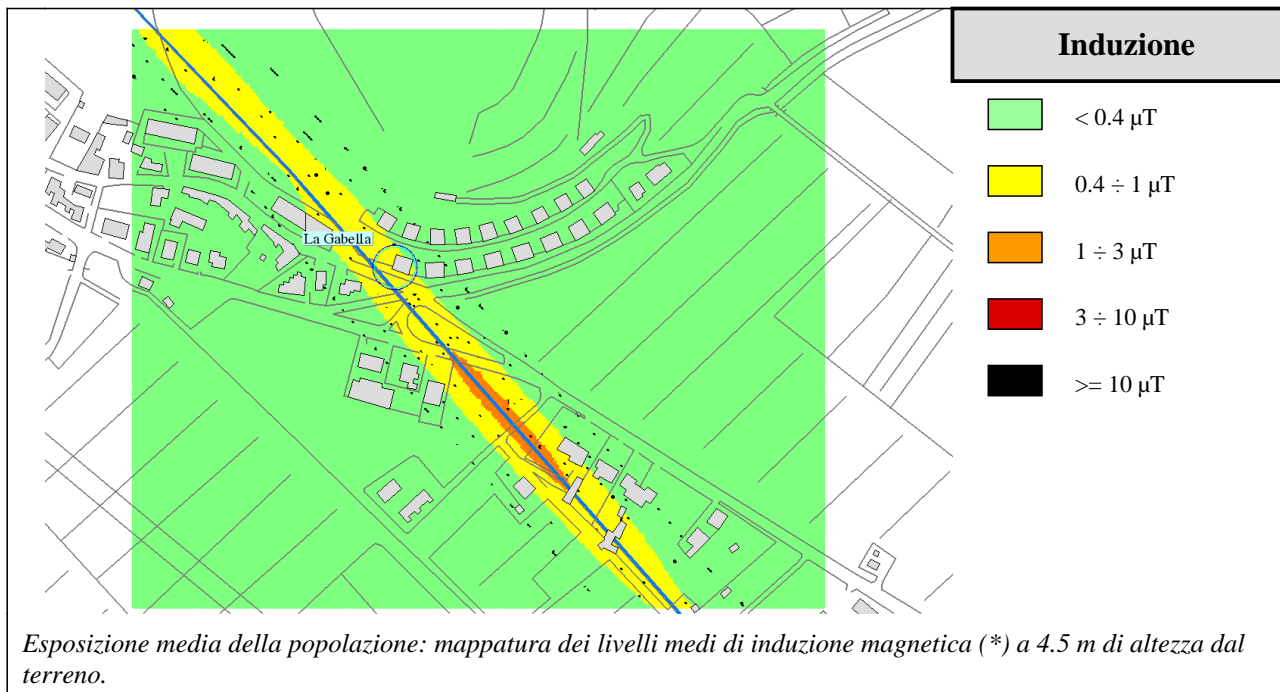 Induzione
< 0.4 µT
0.4 ÷ 1 µT
1 ÷ 3 µT
3 ÷ 10 µT
>= 10 µT
La Gabella
Esposizione media della popolazione: mappatura dei livelli medi di induzione magnetica (*) a 4.5 m di altezza dal
terreno.